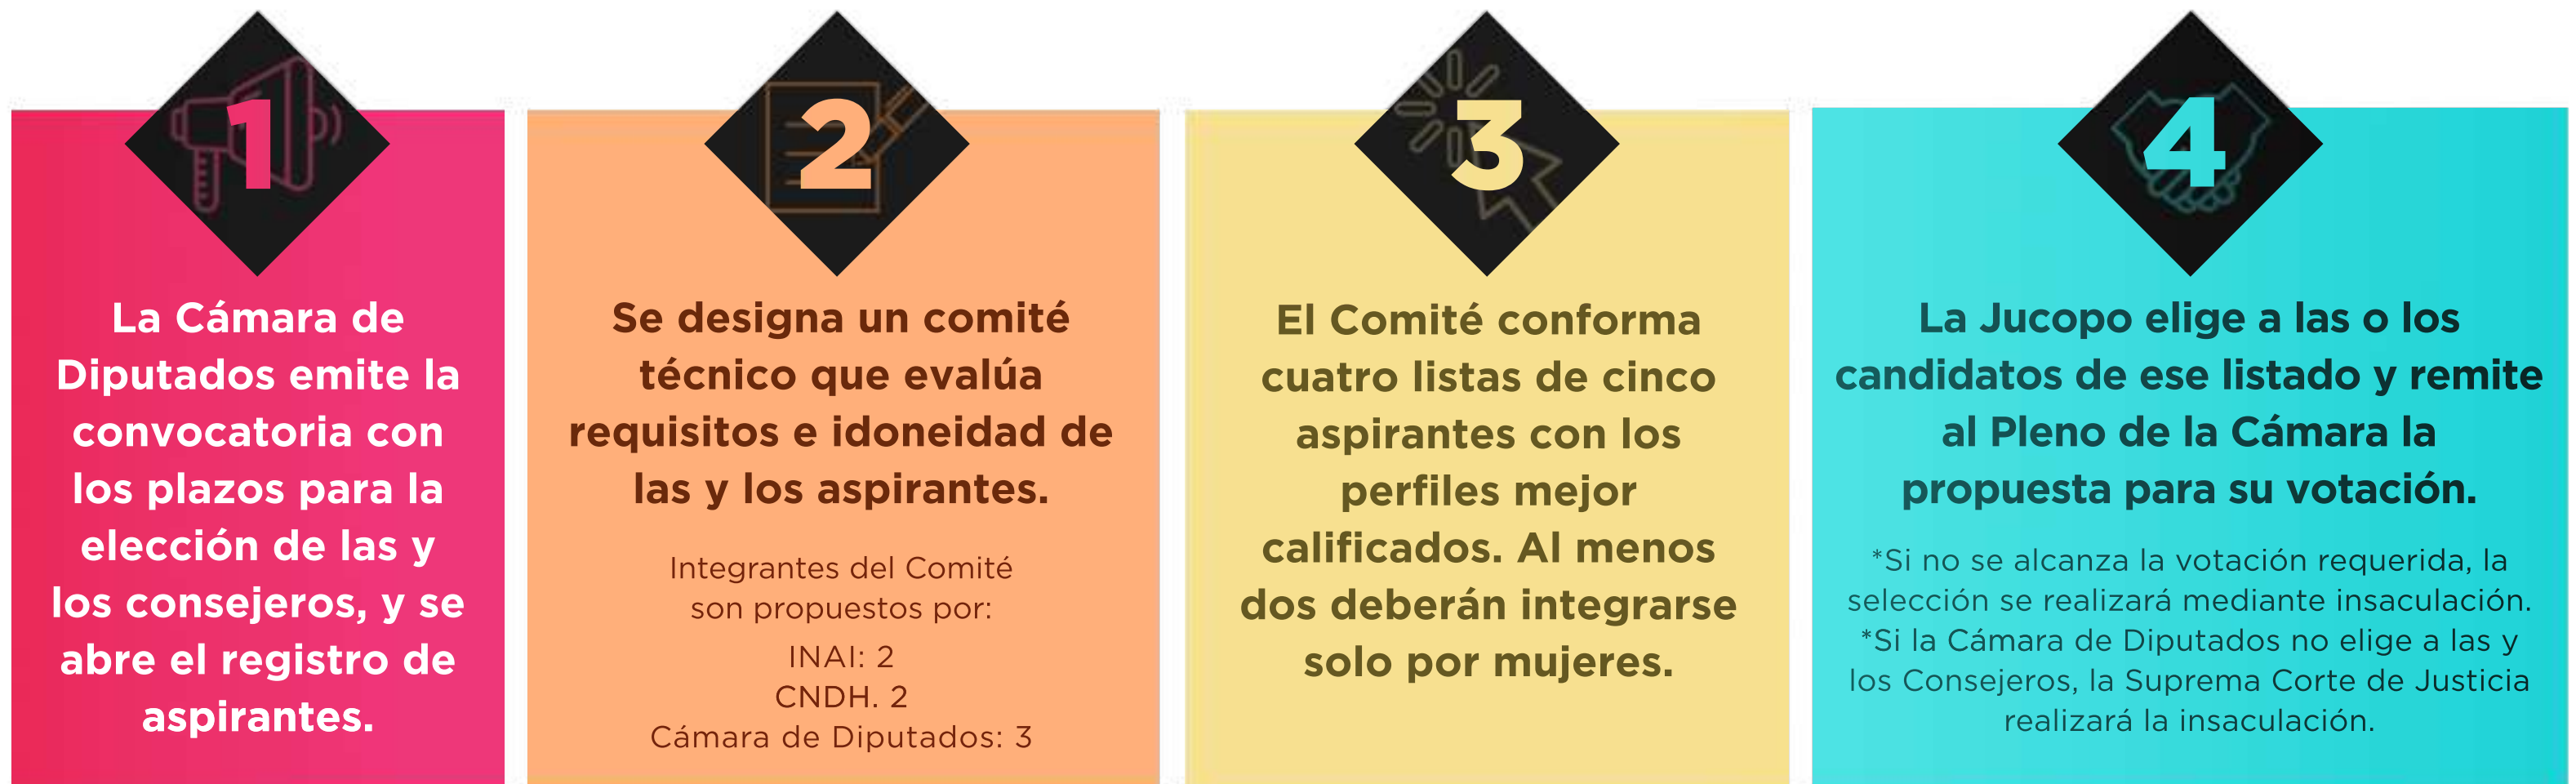 1
La Cámara de
Diputados emite la
convocatoria con
los plazos para la
elección de las y
los consejeros, y se
abre el registro de
aspirantes.
2
Se designa un comité
técnico que evalúa
requisitos e idoneidad de
las y los aspirantes.
Integrantes del Comité
son propuestos por:
INAI: 2
CNDH. 2
Cámara de Diputados: 3
3
El Comité conforma
cuatro listas de cinco
aspirantes con los
perfiles mejor
calificados. Al menos
dos deberán integrarse
solo por mujeres.
4
La Jucopo elige a las o los
candidatos de ese listado y remite
al Pleno de la Cámara la
propuesta para su votación.
*Si no se alcanza la votación requerida, la
selección se realizará mediante insaculación.
*Si la Cámara de Diputados no elige a las y
los Consejeros, la Suprema Corte de Justicia
realizará la insaculación.